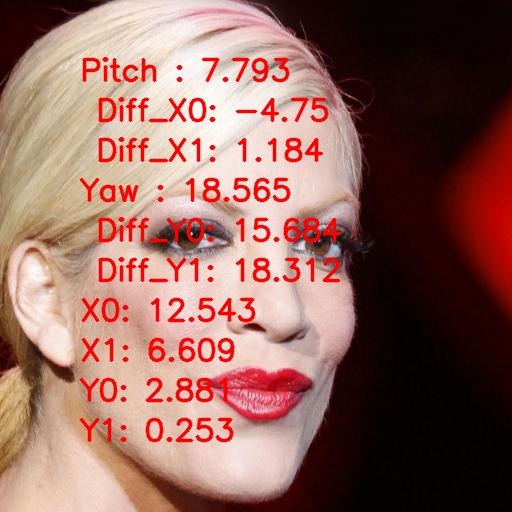 Pitch : 7.793
Diff_X0: -4.75
Diff_X1: 1.184
Yaw : 18.565
Diff_Y0: 15.684
Diff_Y1: 18.312
X0: 12.543
X1: 6.609
Y0: 2.881
Y1: 0.253